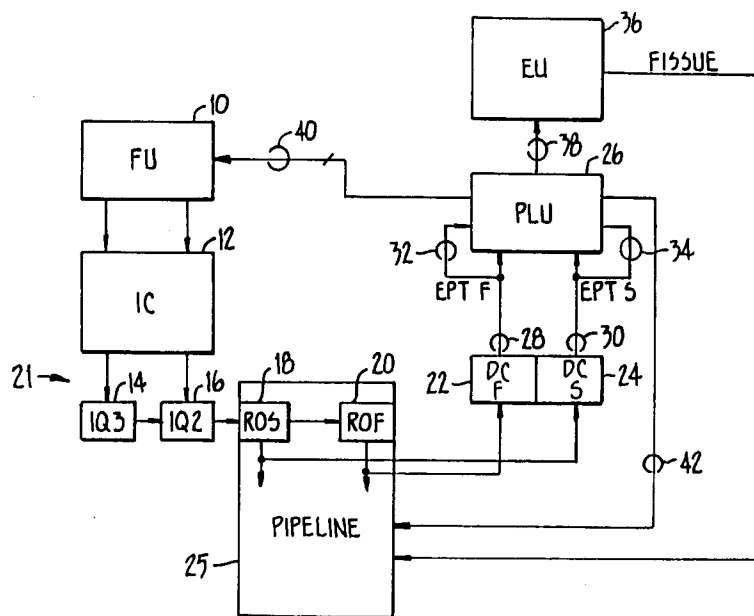 36
EU
FISSUE
10
40
FU
38
26
PLU
12
32
34
IC
EPT F
EPT S
28
30
21
14
16
18
20
22
DC
F
DC
S
24
IQ3
IQ2
ROS
ROF
42
PIPELINE
25